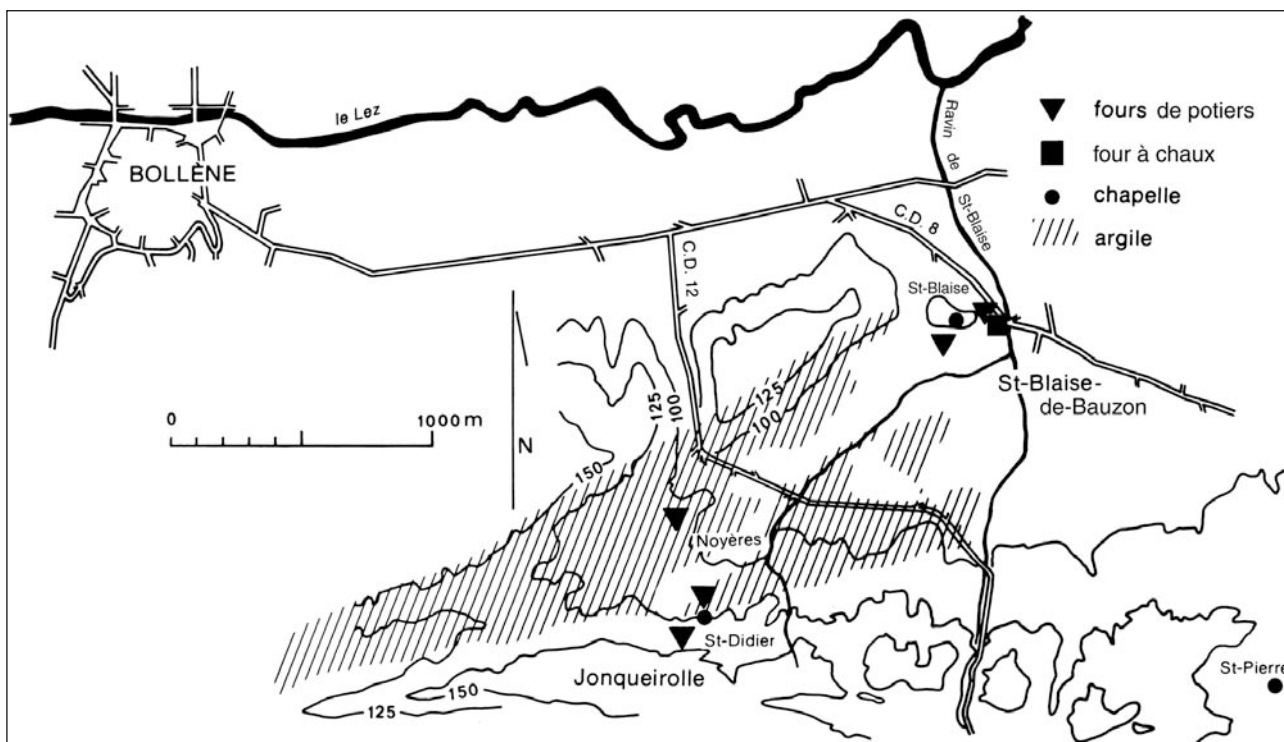 le Lez
BOLLÈNE
Ravin de St-Blaise
fours de potiers
four à chaux
chapelle
argile
C.D. 8
C.D. 12
St-Blaise
St-Blaise-
de-Bauzon
0 1000 m
N
125
100
125
100
150
Noyères
St-Didier
Jonqueirolle
150
125
St-Pierre